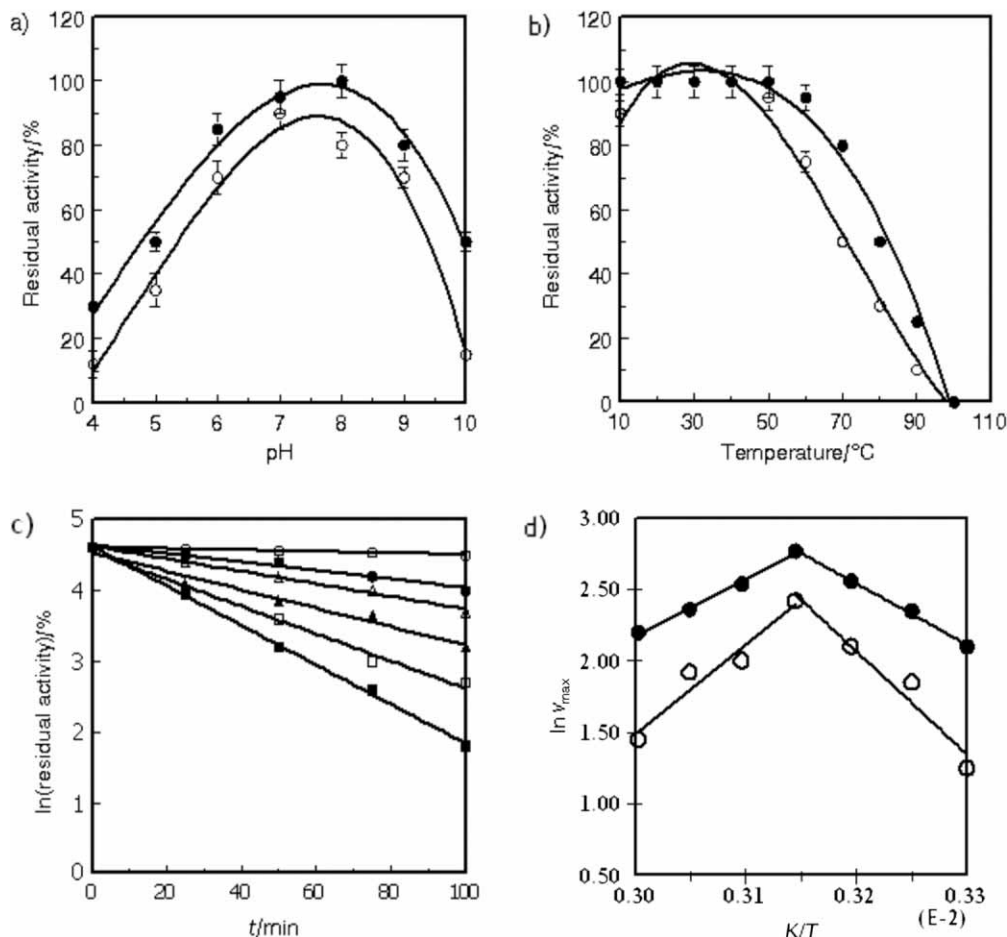 a)
120
100
80
60
40
20
0
Residual activity/%
4 5 6 7 8 9 10
pH
b)
120
100
80
60
40
20
0
Residual activity/%
10 30 50 70 90 110
Temperature/°C
c)
5
4
3
2
1
0
ln(residual activity)/%
0 20 40 60 80 100
t/min
d)
3.00
2.50
2.00
1.50
1.00
0.50
ln vmax
0.30 0.31 0.32 0.33
(E-2)
K/T